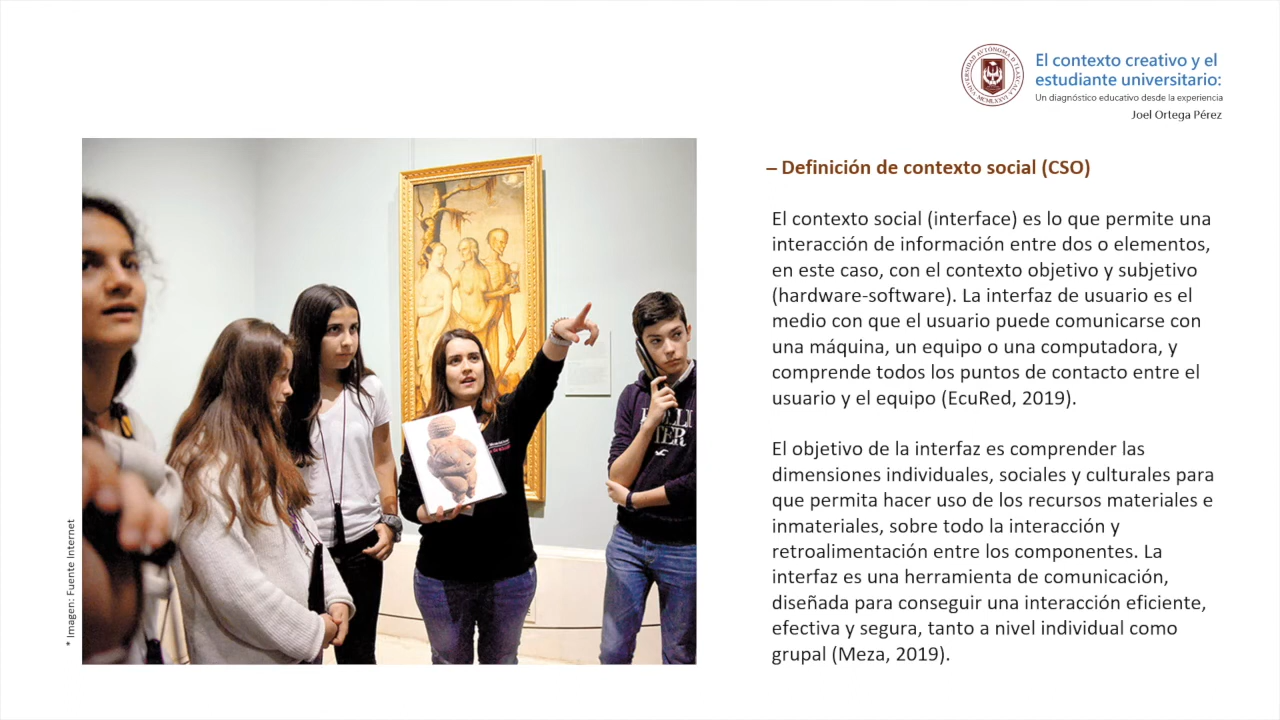 El contexto creativo y el
estudiante universitario:
Un diagnóstico educativo desde la experiencia
Joel Ortega Pérez
– Definición de contexto social (CSO)
El contexto social (interface) es lo que permite una
interacción de información entre dos o elementos,
en este caso, con el contexto objetivo y subjetivo
(hardware-software). La interfaz de usuario es el
medio con que el usuario puede comunicarse con
una máquina, un equipo o una computadora, y
comprende todos los puntos de contacto entre el
usuario y el equipo (EcuRed, 2019).
El objetivo de la interfaz es comprender las
dimensiones individuales, sociales y culturales para
que permita hacer uso de los recursos materiales e
inmateriales, sobre todo la interacción y
retroalimentación entre los componentes. La
interfaz es una herramienta de comunicación,
diseñada para conseguir una interacción eficiente,
efectiva y segura, tanto a nivel individual como
grupal (Meza, 2019).
* Imagen: Fuente Internet